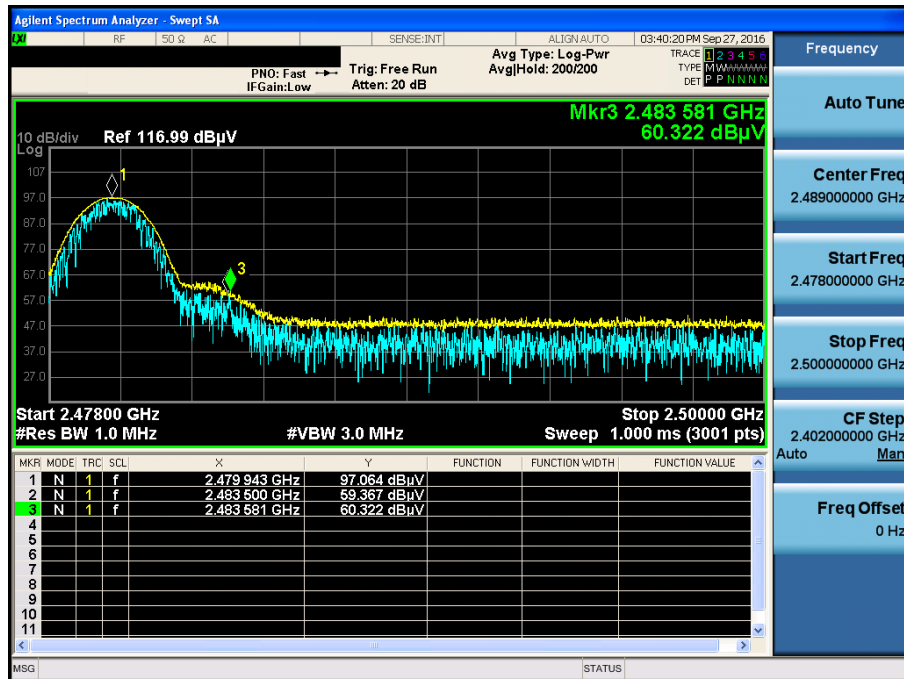 Agilent Spectrum Analyzer - Swept SA
LXI RF 50 Ω AC SENSE:INT ALIGN AUTO 03:40:20 PM Sep 27, 2016
PNO: Fast Trig: Free Run Avg Type: Log-Pwr TRACE 1 2 3 4 5 6
IFGain:Low Atten: 20 dB Avg|Hold: 200/200 TYPE M W W W W W
DET P P N N N N
Mkr3 2.483 581 GHz
60.322 dBµV
10 dB/div Ref 116.99 dBµV
Log
107
97.0
87.0
77.0
67.0
57.0
47.0
37.0
27.0
1
3
Start 2.47800 GHz Stop 2.50000 GHz
#Res BW 1.0 MHz #VBW 3.0 MHz Sweep 1.000 ms (3001 pts)
MKR MODE TRC SCL X Y FUNCTION FUNCTION WIDTH FUNCTION VALUE
1 N 1 f 2.479 943 GHz 97.064 dBµV
2 N 1 f 2.483 500 GHz 59.367 dBµV
3 N 1 f 2.483 581 GHz 60.322 dBµV
4
5
6
7
8
9
10
11
MSG STATUS
Frequency
Auto Tune
Center Freq
2.489000000 GHz
Start Freq
2.478000000 GHz
Stop Freq
2.500000000 GHz
CF Step
2.402000000 GHz
Auto Man
Freq Offset
0 Hz